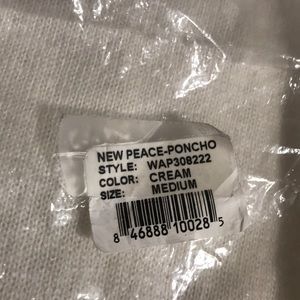 NEW PEACE-PONCHO
STYLE: WAP308222
COLOR: CREAM
SIZE: MEDIUM
8 46888 10028 5